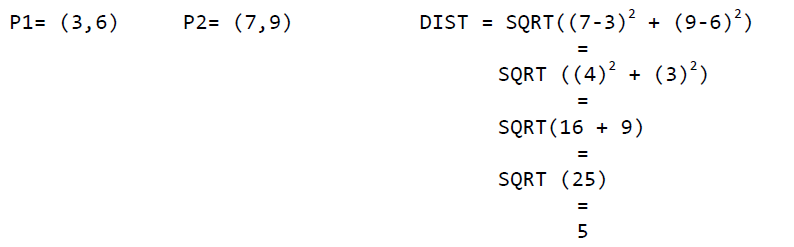 P1= (3,6) P2= (7,9) DIST = SQRT((7-3)² + (9-6)²)
=
SQRT ((4)² + (3)²)
=
SQRT(16 + 9)
=
SQRT (25)
=
5